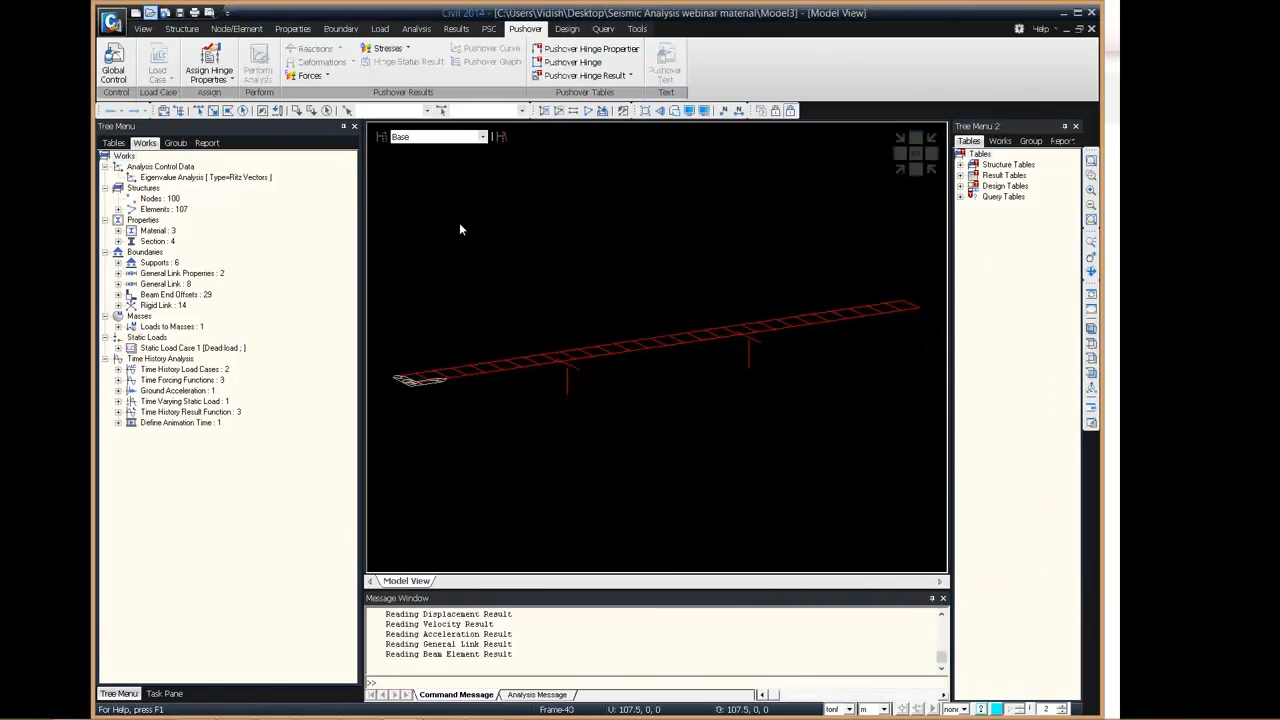 Civil 2014 - [C:\Users\Vidish\Desktop\Seismic Analysis webinar material\Model3] - [Model View]
View Structure Node/Element Properties Boundary Load Analysis Results PSC Pushover Design Query Tools Help
Global Control
Load Case
Assign Hinge Properties
Perform Analysis
Reactions
Deformations
Forces
Stresses
Hinge Status Result
Pushover Curve
Pushover Graph
Pushover Hinge Properties
Pushover Hinge
Pushover Hinge Result
Pushover Text
Control Load Case Assign Perform Pushover Results Pushover Tables Text
Tree Menu
Tables Works Group Report
Works
Analysis Control Data
Eigenvalue Analysis [ Type=Ritz Vectors ]
Structures
Nodes : 100
Elements : 107
Properties
Material : 3
Section : 4
Boundaries
Supports : 6
General Link Properties : 2
General Link : 8
Beam End Offsets : 29
Rigid Link : 14
Masses
Loads to Masses : 1
Static Loads
Static Load Case 1 [Dead load ; ]
Time History Analysis
Time History Load Cases : 2
Time Forcing Functions : 3
Ground Acceleration : 1
Time Varying Static Load : 1
Time History Result Function : 3
Define Animation Time : 1
Tree Menu Task Pane
Base
Model View
Message Window
Reading Displacement Result
Reading Velocity Result
Reading Acceleration Result
Reading General Link Result
Reading Beam Element Result
>>
Command Message Analysis Message
Tree Menu 2
Tables Works Group Report
Tables
Structure Tables
Result Tables
Design Tables
Query Tables
For Help, press F1 Frame-43 U: 107.5, 0, 0 G: 107.5, 0, 0 tonf m none 2